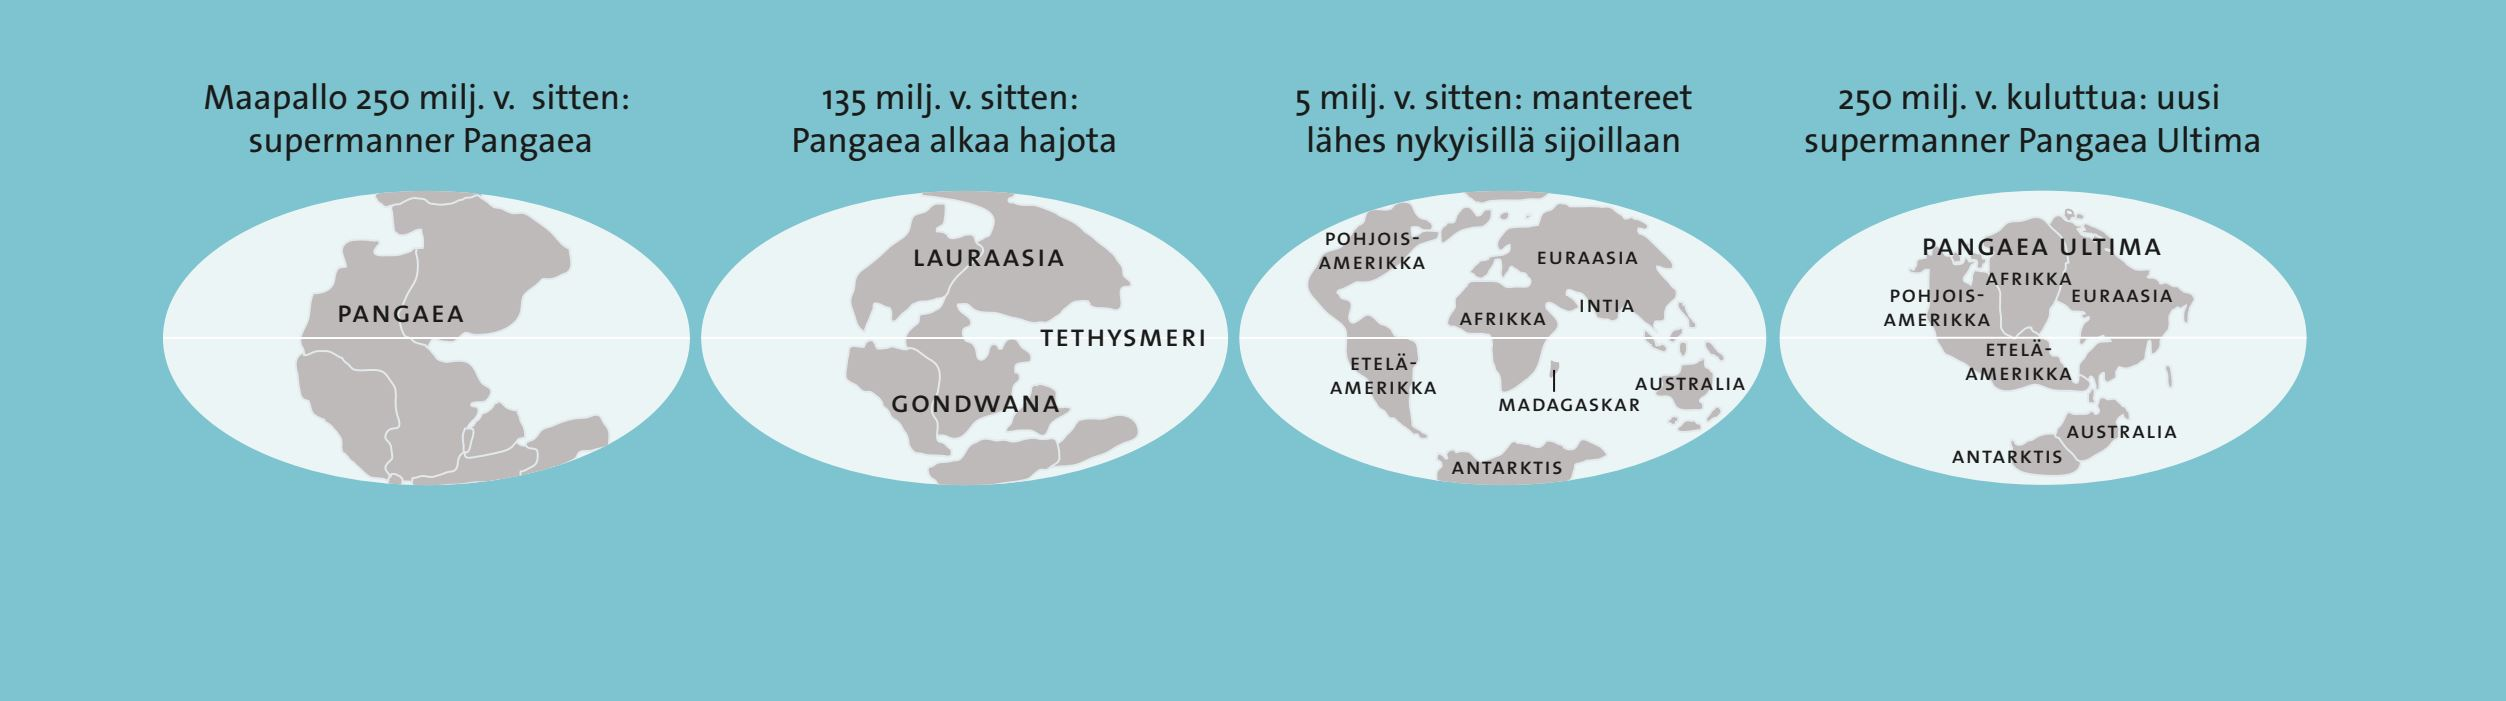 Maapallo 250 milj. v. sitten:
supermanner Pangaea
PANGAEA
135 milj. v. sitten:
Pangaea alkaa hajota
LAURAASIA
TETHYSMERI
GONDWANA
5 milj. v. sitten: mantereet
lähes nykyisillä sijoillaan
POHJOIS-
AMERIKKA
EURAASIA
INTIA
AFRIKKA
ETELÄ-
AMERIKKA
MADAGASKAR
AUSTRALIA
ANTARKTIS
250 milj. v. kuluttua: uusi
supermanner Pangaea Ultima
PANGAEA ULTIMA
AFRIKKA
POHJOIS-
AMERIKKA
EURAASIA
ETELÄ-
AMERIKKA
AUSTRALIA
ANTARKTIS